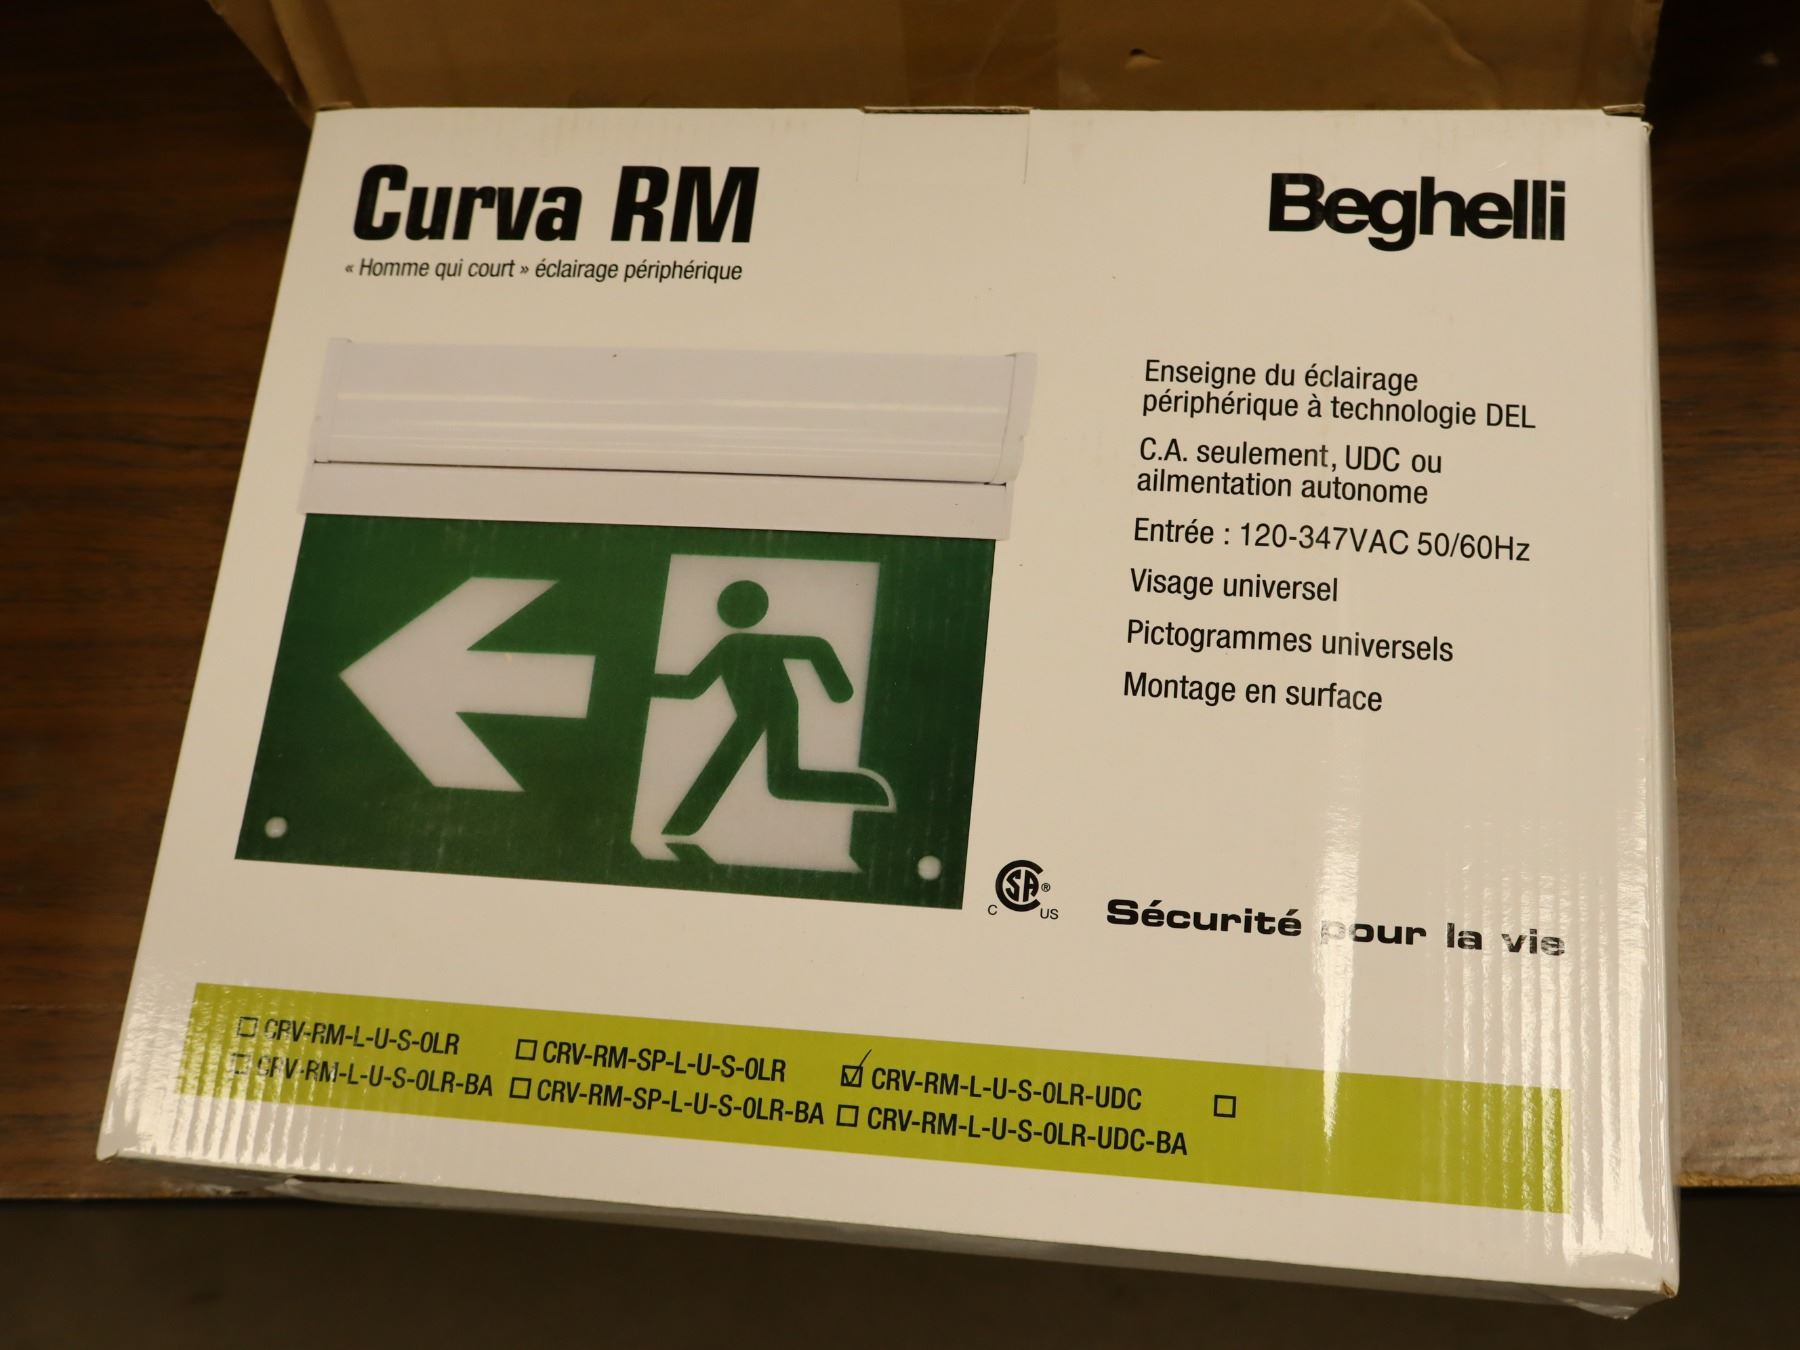 Curva RM
« Homme qui court » éclairage périphérique
Beghelli
Enseigne du éclairage
périphérique à technologie DEL
C.A. seulement, UDC ou
ailmentation autonome
Entrée : 120-347VAC 50/60Hz
Visage universel
Pictogrammes universels
Montage en surface
C SA ® US
Sécurité pour la vie
CRV-RM-L-U-S-0LR
CRV-RM-SP-L-U-S-0LR
CRV-RM-L-U-S-0LR-UDC
CRV-RM-L-U-S-0LR-BA
CRV-RM-SP-L-U-S-0LR-BA
CRV-RM-L-U-S-0LR-UDC-BA